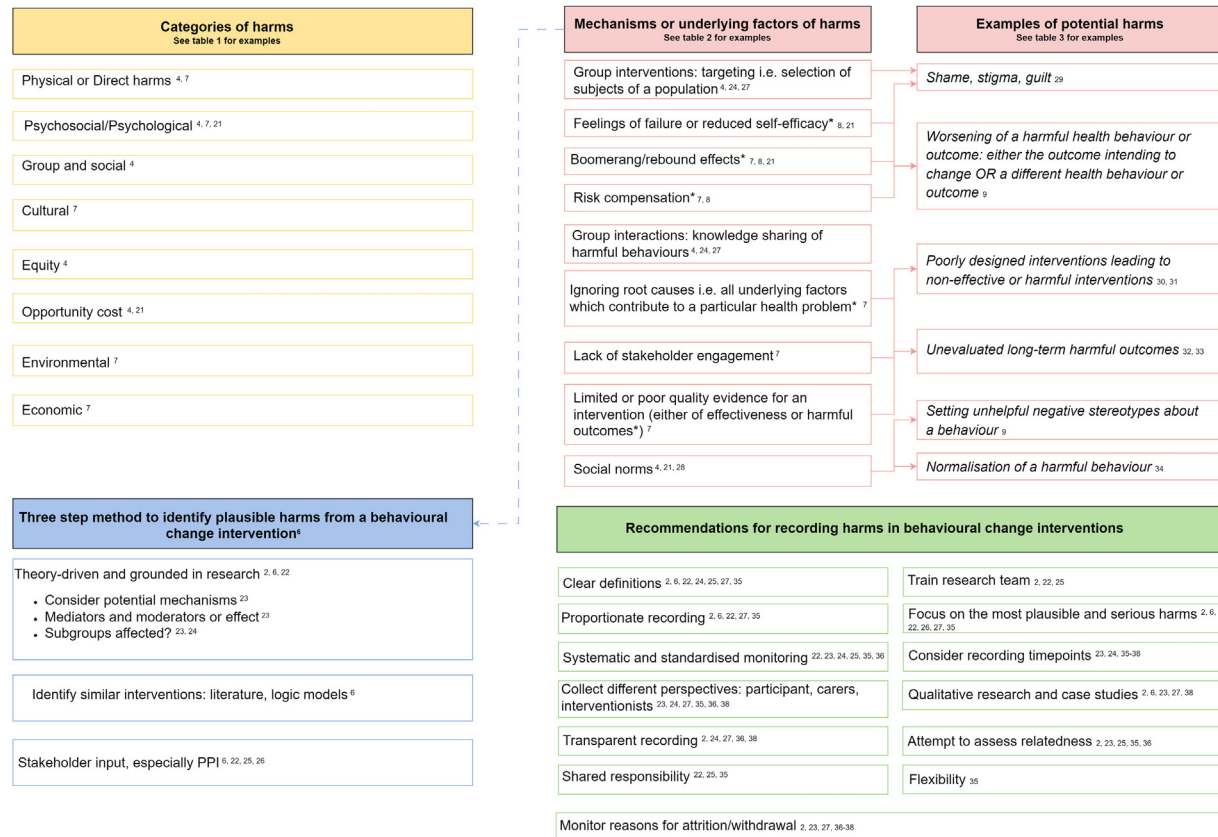 Categories of harms
See table 1 for examples
Physical or Direct harms 4, 7
Psychosocial/Psychological 4, 7, 21
Group and social 4
Cultural 7
Equity 4
Opportunity cost 4, 21
Environmental 7
Economic 7
Mechanisms or underlying factors of harms
See table 2 for examples
Group interventions: targeting i.e. selection of
subjects of a population 4, 24, 27
Feelings of failure or reduced self-efficacy* 8, 21
Boomerang/rebound effects* 7, 8, 21
Risk compensation* 7, 8
Group interactions: knowledge sharing of
harmful behaviours 4, 24, 27
Ignoring root causes i.e. all underlying factors
which contribute to a particular health problem* 7
Lack of stakeholder engagement 7
Limited or poor quality evidence for an
intervention (either of effectiveness or harmful
outcomes*) 7
Social norms 4, 21, 28
Examples of potential harms
See table 3 for examples
Shame, stigma, guilt 29
Worsening of a harmful health behaviour or
outcome: either the outcome intending to
change OR a different health behaviour or
outcome 9
Poorly designed interventions leading to
non-effective or harmful interventions 30, 31
Unevaluated long-term harmful outcomes 32, 33
Setting unhelpful negative stereotypes about
a behaviour 9
Normalisation of a harmful behaviour 34
Three step method to identify plausible harms from a behavioural
change intervention 6
Theory-driven and grounded in research 2, 6, 22
• Consider potential mechanisms 23
• Mediators and moderators or effect 23
• Subgroups affected? 23, 24
Identify similar interventions: literature, logic models 6
Stakeholder input, especially PPI 6, 22, 25, 26
Recommendations for recording harms in behavioural change interventions
Clear definitions 2, 6, 22, 24, 25, 27, 35
Proportionate recording 2, 6, 22, 27, 35
Systematic and standardised monitoring 22, 23, 24, 25, 35, 36
Collect different perspectives: participant, carers,
interventionists 23, 24, 27, 35, 36, 38
Transparent recording 2, 24, 27, 36, 38
Shared responsibility 22, 25, 35
Train research team 2, 22, 25
Focus on the most plausible and serious harms 2, 6,
22, 26, 27, 35
Consider recording timepoints 23, 24, 35-38
Qualitative research and case studies 2, 6, 23, 27, 38
Attempt to assess relatedness 2, 23, 25, 35, 36
Flexibility 35
Monitor reasons for attrition/withdrawal 2, 23, 27, 36-38